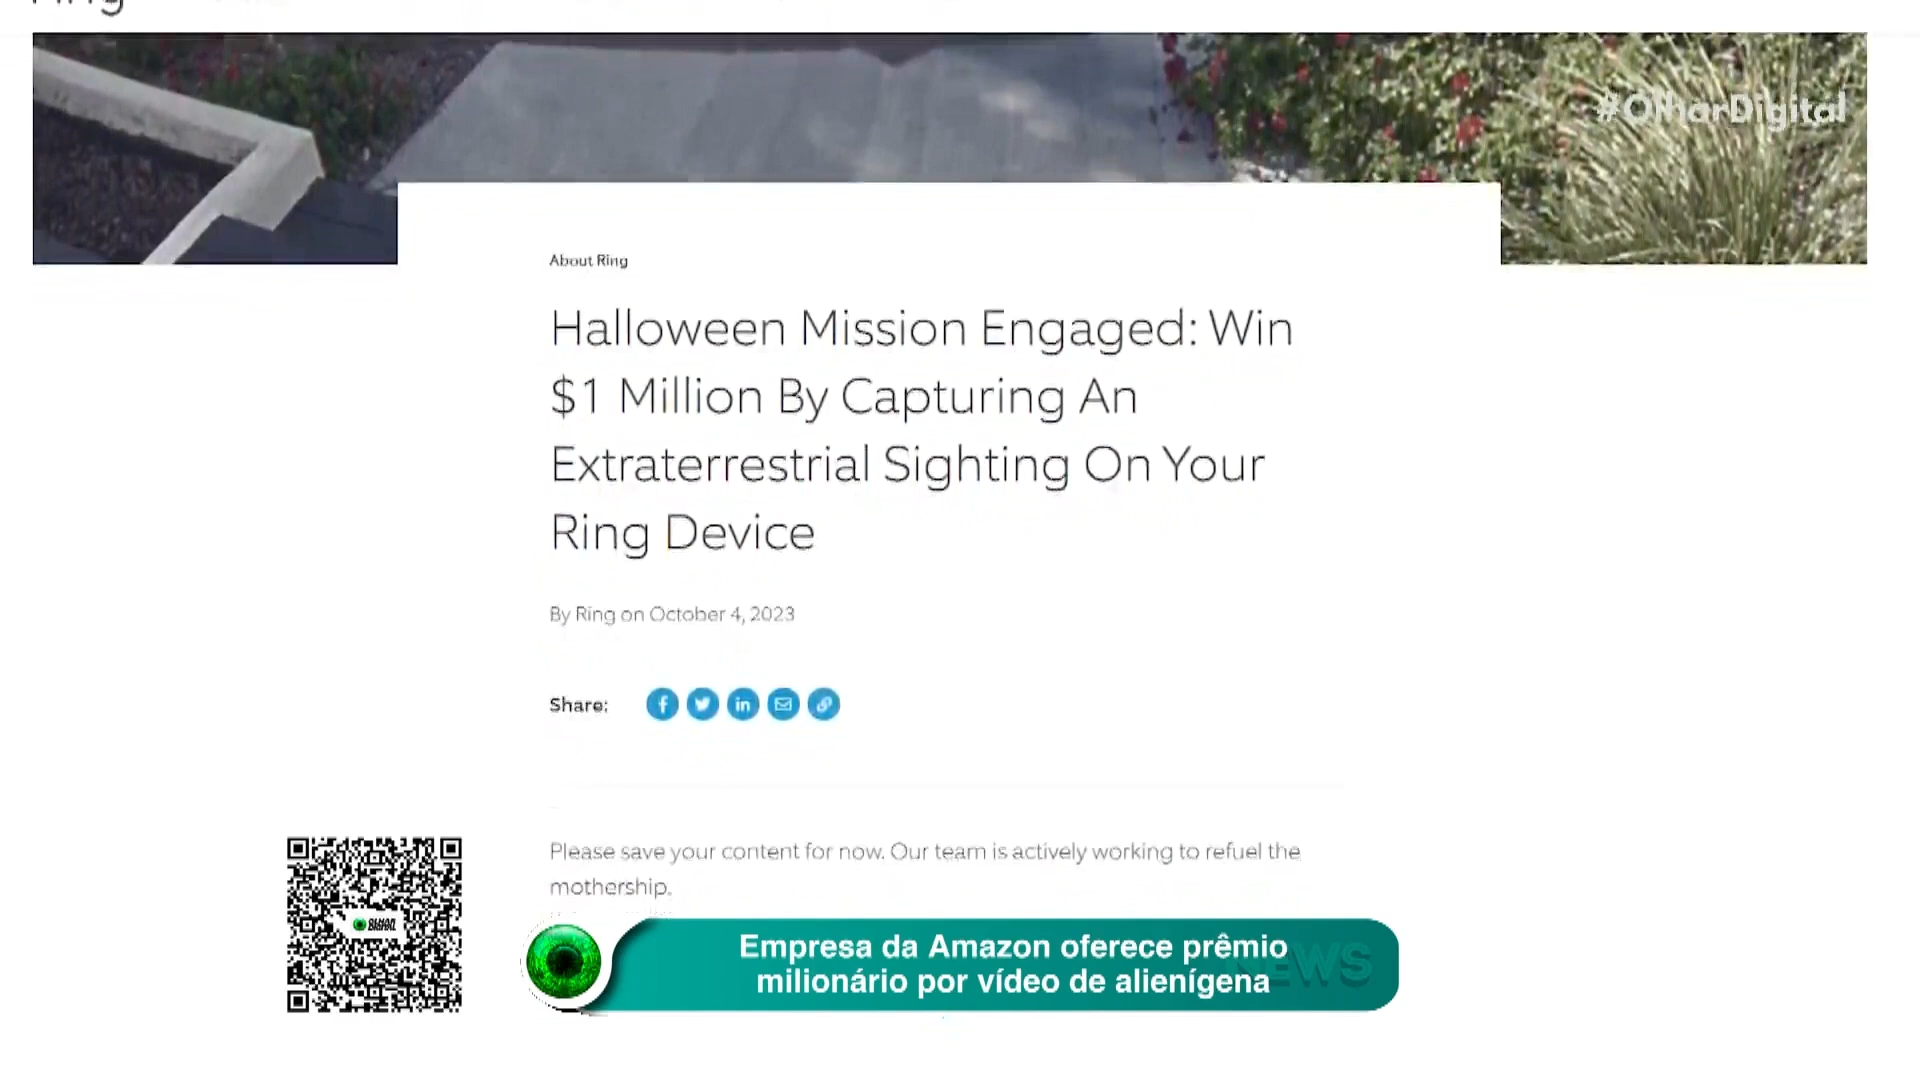 #OlharDigital
About Ring
Halloween Mission Engaged: Win
$1 Million By Capturing An
Extraterrestrial Sighting On Your
Ring Device
By Ring on October 4, 2023
Share:
Please save your content for now. Our team is actively working to refuel the
mothership.
Empresa da Amazon oferece prêmio
milionário por vídeo de alienígena
NEWS